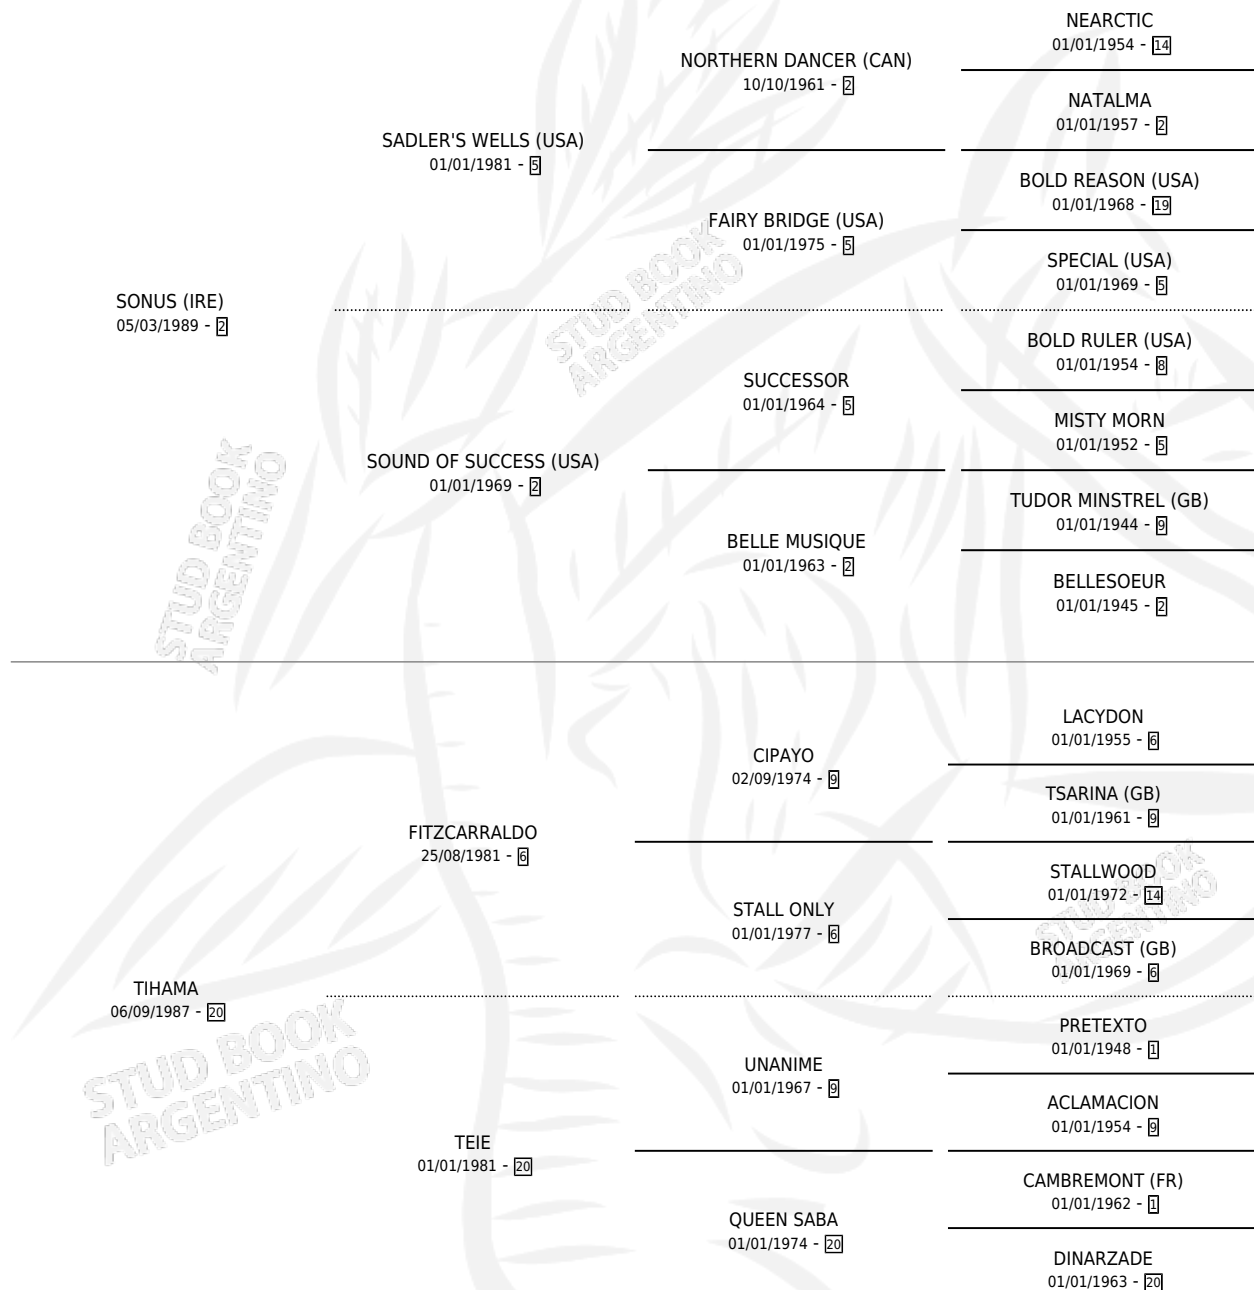 NEARCTIC
01/01/1954 - 14
NORTHERN DANCER (CAN)
10/10/1961 - 2
NATALMA
01/01/1957 - 2
SADLER'S WELLS (USA)
01/01/1981 - 5
BOLD REASON (USA)
01/01/1968 - 19
FAIRY BRIDGE (USA)
01/01/1975 - 5
SPECIAL (USA)
01/01/1969 - 5
SONUS (IRE)
05/03/1989 - 2
BOLD RULER (USA)
01/01/1954 - 8
SUCCESSOR
01/01/1964 - 5
MISTY MORN
01/01/1952 - 5
SOUND OF SUCCESS (USA)
01/01/1969 - 2
TUDOR MINSTREL (GB)
01/01/1944 - 9
BELLE MUSIQUE
01/01/1963 - 2
BELLESOEUR
01/01/1945 - 2
LACYDON
01/01/1955 - 6
CIPAYO
02/09/1974 - 9
TSARINA (GB)
01/01/1961 - 9
FITZCARRALDO
25/08/1981 - 6
STALLWOOD
01/01/1972 - 14
STALL ONLY
01/01/1977 - 6
BROADCAST (GB)
01/01/1969 - 6
TIHAMA
06/09/1987 - 20
PRETEXTO
01/01/1948 - 1
UNANIME
01/01/1967 - 9
ACLAMACION
01/01/1954 - 9
TEIE
01/01/1981 - 20
CAMBREMONT (FR)
01/01/1962 - 1
QUEEN SABA
01/01/1974 - 20
DINARZADE
01/01/1963 - 20
STUD BOOK
ARGENTINO
STUD BOOK
ARGENTINO
STUD BOOK
ARGENTINO
STUD BOOK
ARGENTINO